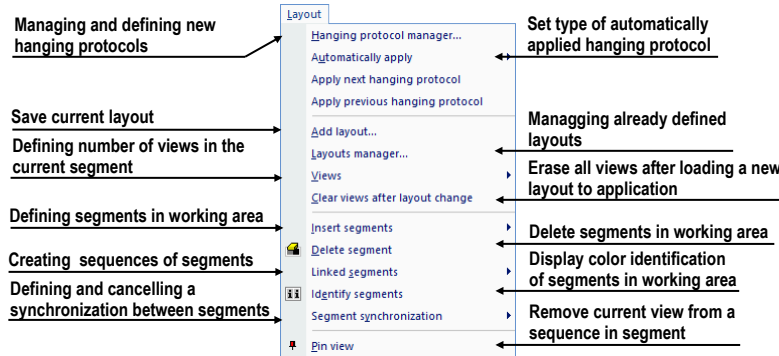 Layout
Managing and defining new
hanging protocols
Hanging protocol manager...
Automatically apply
Apply next hanging protocol
Apply previous hanging protocol
Set type of automatically
applied hanging protocol
Save current layout
Defining number of views in the
current segment
Add layout...
Layouts manager...
Views
Clear views after layout change
Managging already defined
layouts
Erase all views after loading a new
layout to application
Defining segments in working area
Creating sequences of segments
Defining and cancelling a
synchronization between segments
Insert segments
Delete segment
Linked segments
Identify segments
Segment synchronization
Pin view
Delete segments in working area
Display color identification
of segments in working area
Remove current view from a
sequence in segment